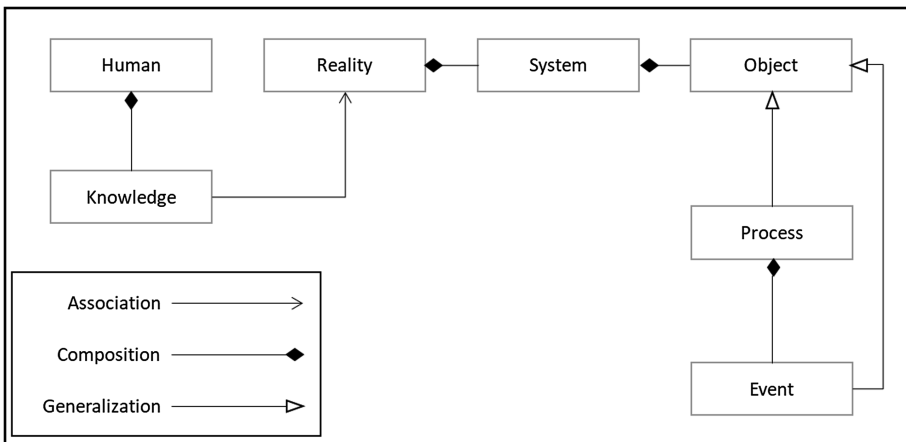 Human
Reality
System
Object
Knowledge
Process
Event
Association
Composition
Generalization